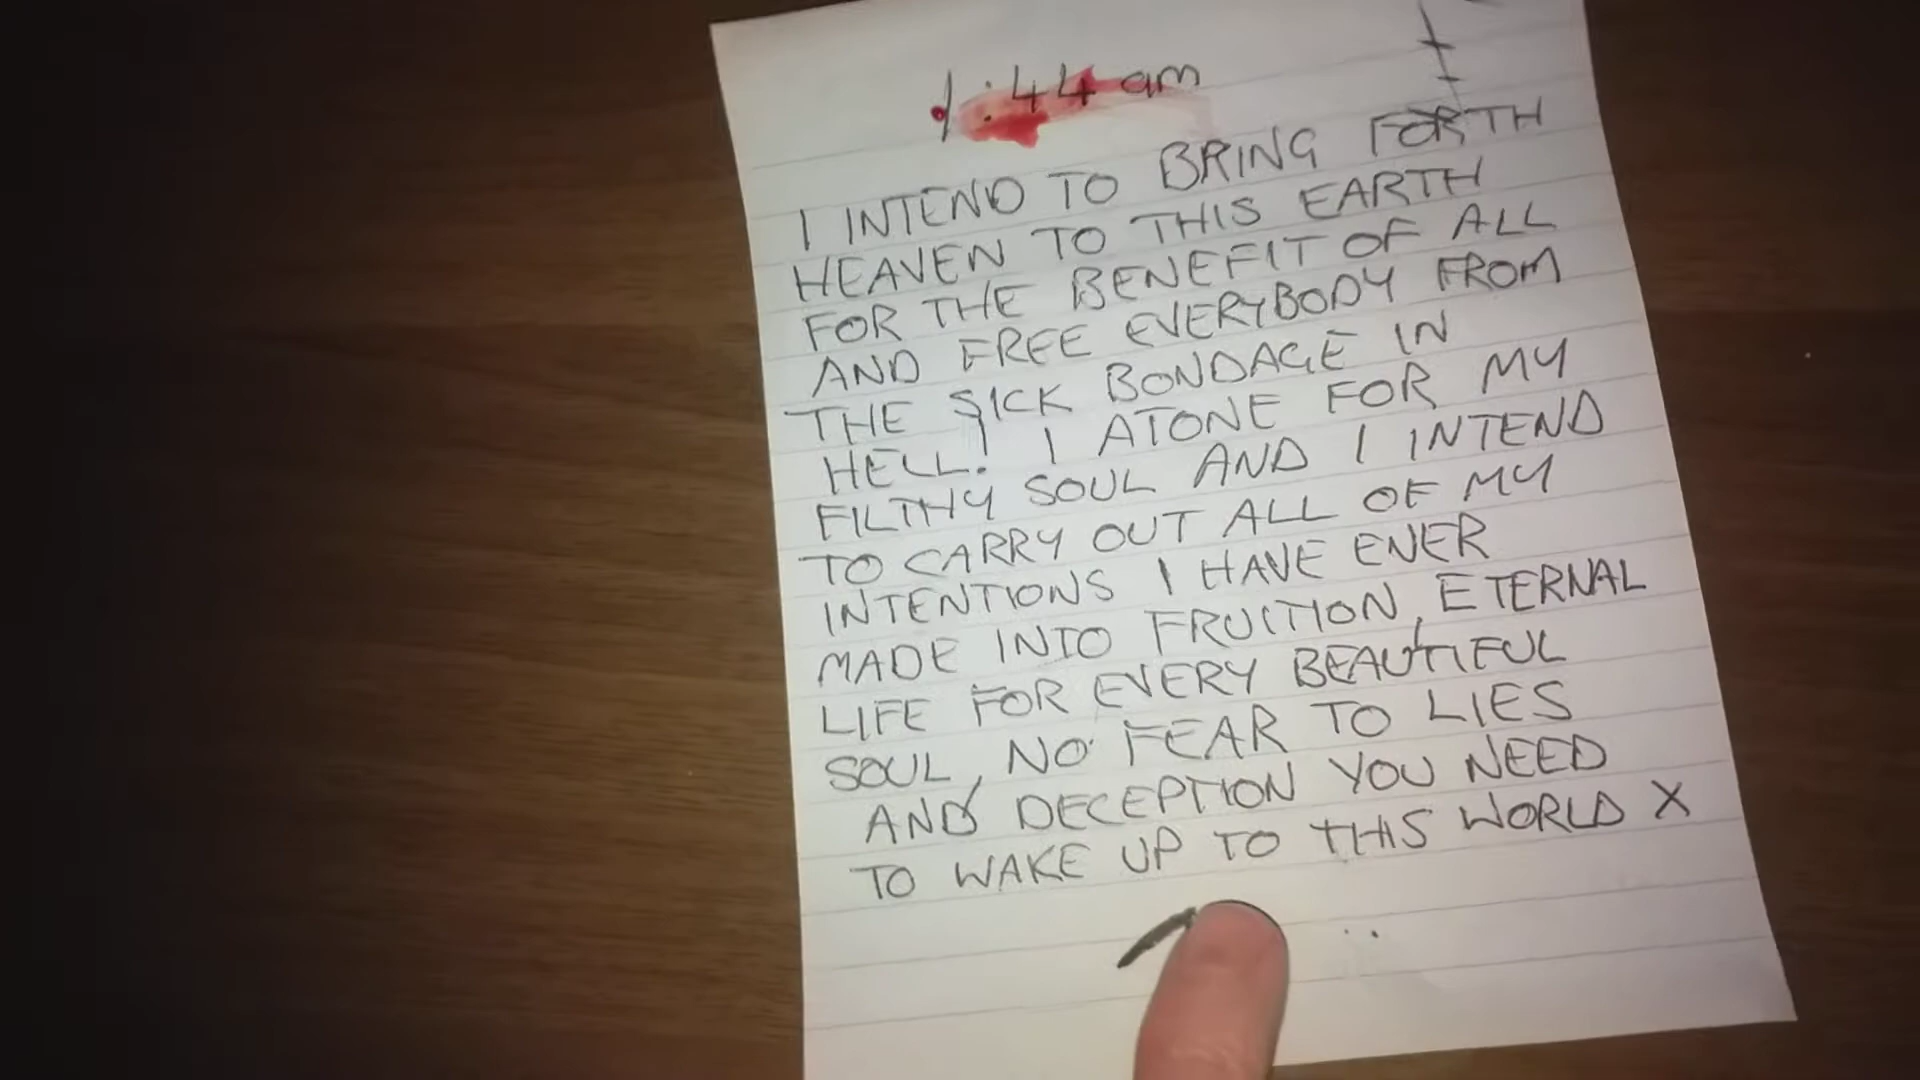 1:44 am
I INTEND TO BRING FORTH
HEAVEN TO THIS EARTH
FOR THE BENEFIT OF ALL
AND FREE EVERYBODY FROM
THE SICK BONDAGE IN
HELL! I ATONE FOR MY
FILTHY SOUL AND I INTEND
TO CARRY OUT ALL OF MY
INTENTIONS I HAVE EVER
MADE INTO FRUITION, ETERNAL
LIFE FOR EVERY BEAUTIFUL
SOUL, NO FEAR TO LIES
AND DECEPTION YOU NEED
TO WAKE UP TO THIS WORLD X